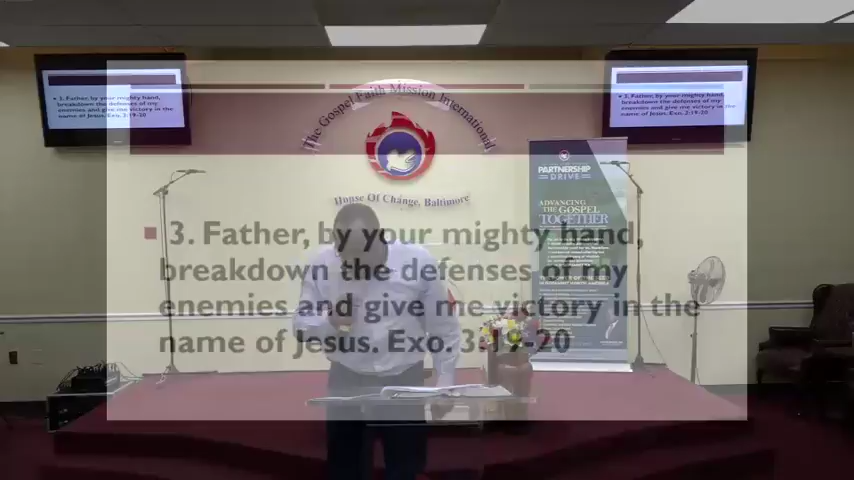 3. Father, by your mighty hand,
breakdown the defenses of my
enemies and give me victory in the
name of Jesus. Exo. 3:19-20
The Gospel Faith Mission International
House Of Change, Baltimore
3. Father, by your mighty hand,
breakdown the defenses of my
enemies and give me victory in the
name of Jesus. Exo. 3:19-20
3. Father, by your mighty hand,
breakdown the defenses of my
enemies and give me victory in the
name of Jesus. Exo. 3:19-20
PARTNERSHIP
DRIVE
ADVANCING
THE GOSPEL
TOGETHER